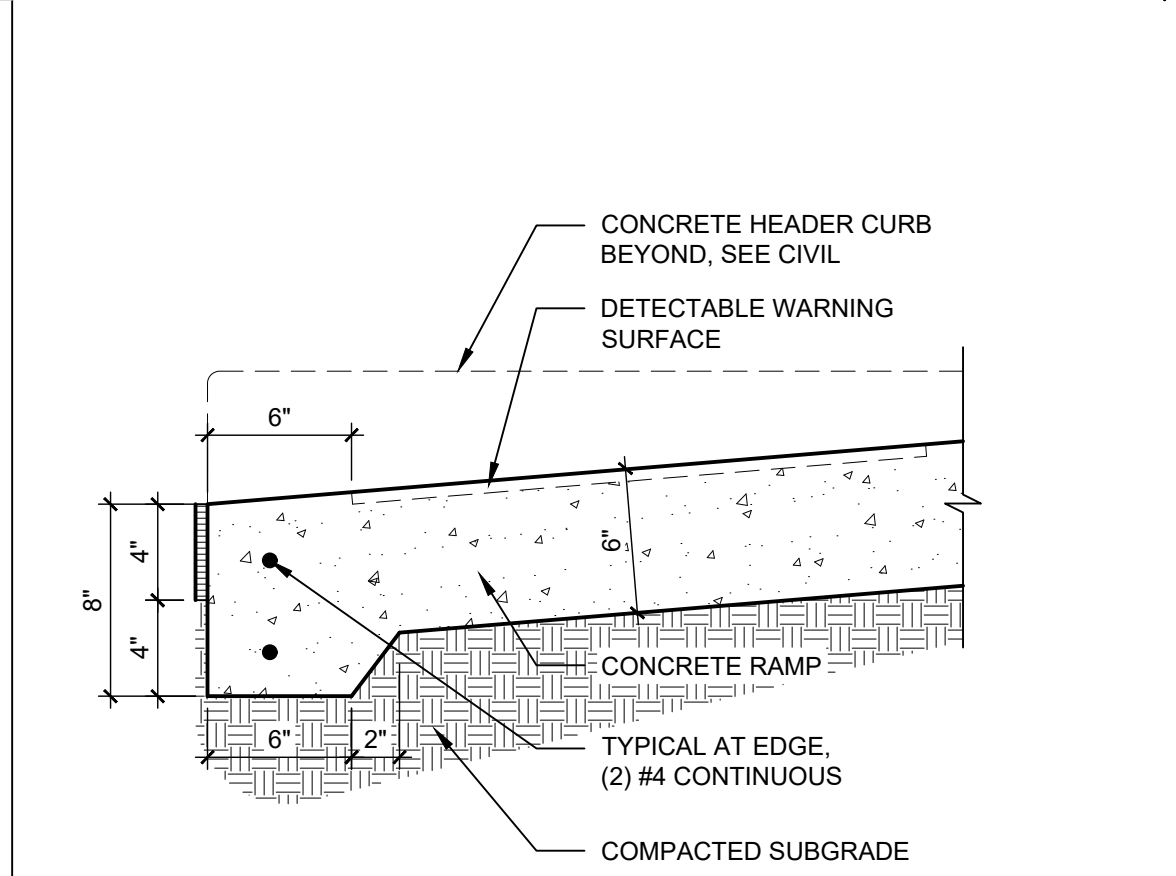 CONCRETE HEADER CURB
BEYOND, SEE CIVIL
DETECTABLE WARNING
SURFACE
6"
4"
8"
4"
6"
CONCRETE RAMP
6"
2"
TYPICAL AT EDGE,
(2) #4 CONTINUOUS
COMPACTED SUBGRADE